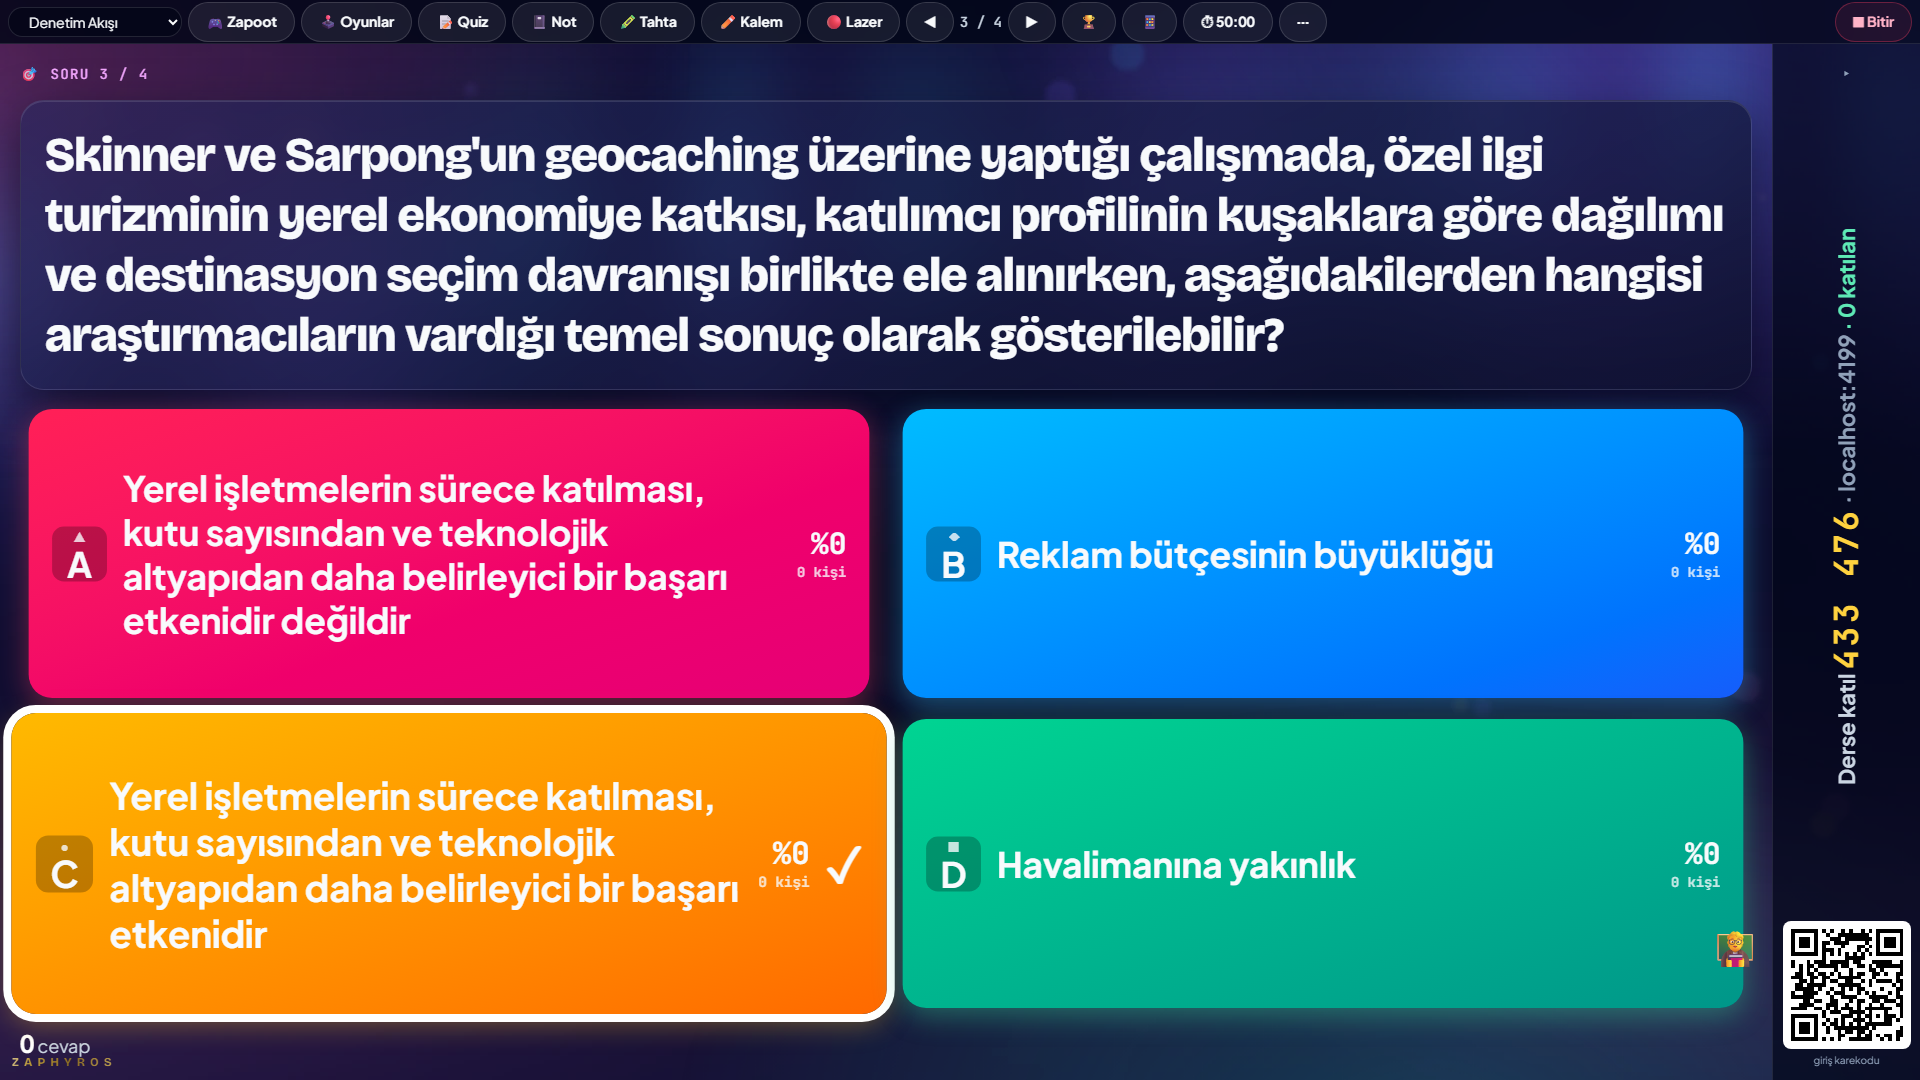 Denetim Akışı
Zapoot
Oyunlar
Quiz
Not
Tahta
Kalem
Lazer
3 / 4
50:00
Bitir
SORU 3 / 4
Skinner ve Sarpong'un geocaching üzerine yaptığı çalışmada, özel ilgi
turizminin yerel ekonomiye katkısı, katılımcı profilinin kuşaklara göre dağılımı
ve destinasyon seçim davranışı birlikte ele alınırken, aşağıdakilerden hangisi
araştırmacıların vardığı temel sonuç olarak gösterilebilir?
A
Yerel işletmelerin sürece katılması,
kutu sayısından ve teknolojik
altyapıdan daha belirleyici bir başarı
etkenidir değildir
%0
0 kişi
B
Reklam bütçesinin büyüklüğü
%0
0 kişi
C
Yerel işletmelerin sürece katılması,
kutu sayısından ve teknolojik
altyapıdan daha belirleyici bir başarı
etkenidir
%0
0 kişi
D
Havalimanına yakınlık
%0
0 kişi
0 cevap
ZAPHYROS
Derse katıl 433 476 · localhost:4199 · 0 katılan
giriş karekodu